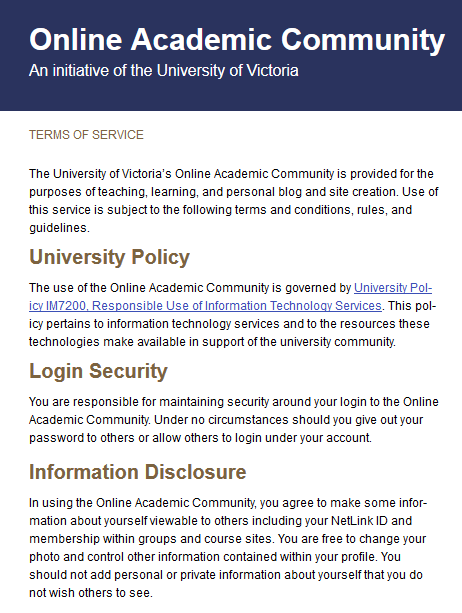 Online Academic Community
An initiative of the University of Victoria
TERMS OF SERVICE
The University of Victoria's Online Academic Community is provided for the
purposes of teaching, learning, and personal blog and site creation. Use of
this service is subject to the following terms and conditions, rules, and
guidelines.
University Policy
The use of the Online Academic Community is governed by University Pol-
icy IM7200, Responsible Use of Information Technology Services. This pol-
icy pertains to information technology services and to the resources these
technologies make available in support of the university community.
Login Security
You are responsible for maintaining security around your login to the Online
Academic Community. Under no circumstances should you give out your
password to others or allow others to login under your account.
Information Disclosure
In using the Online Academic Community, you agree to make some infor-
mation about yourself viewable to others including your NetLink ID and
membership within groups and course sites. You are free to change your
photo and control other information contained within your profile. You
should not add personal or private information about yourself that you do
not wish others to see.